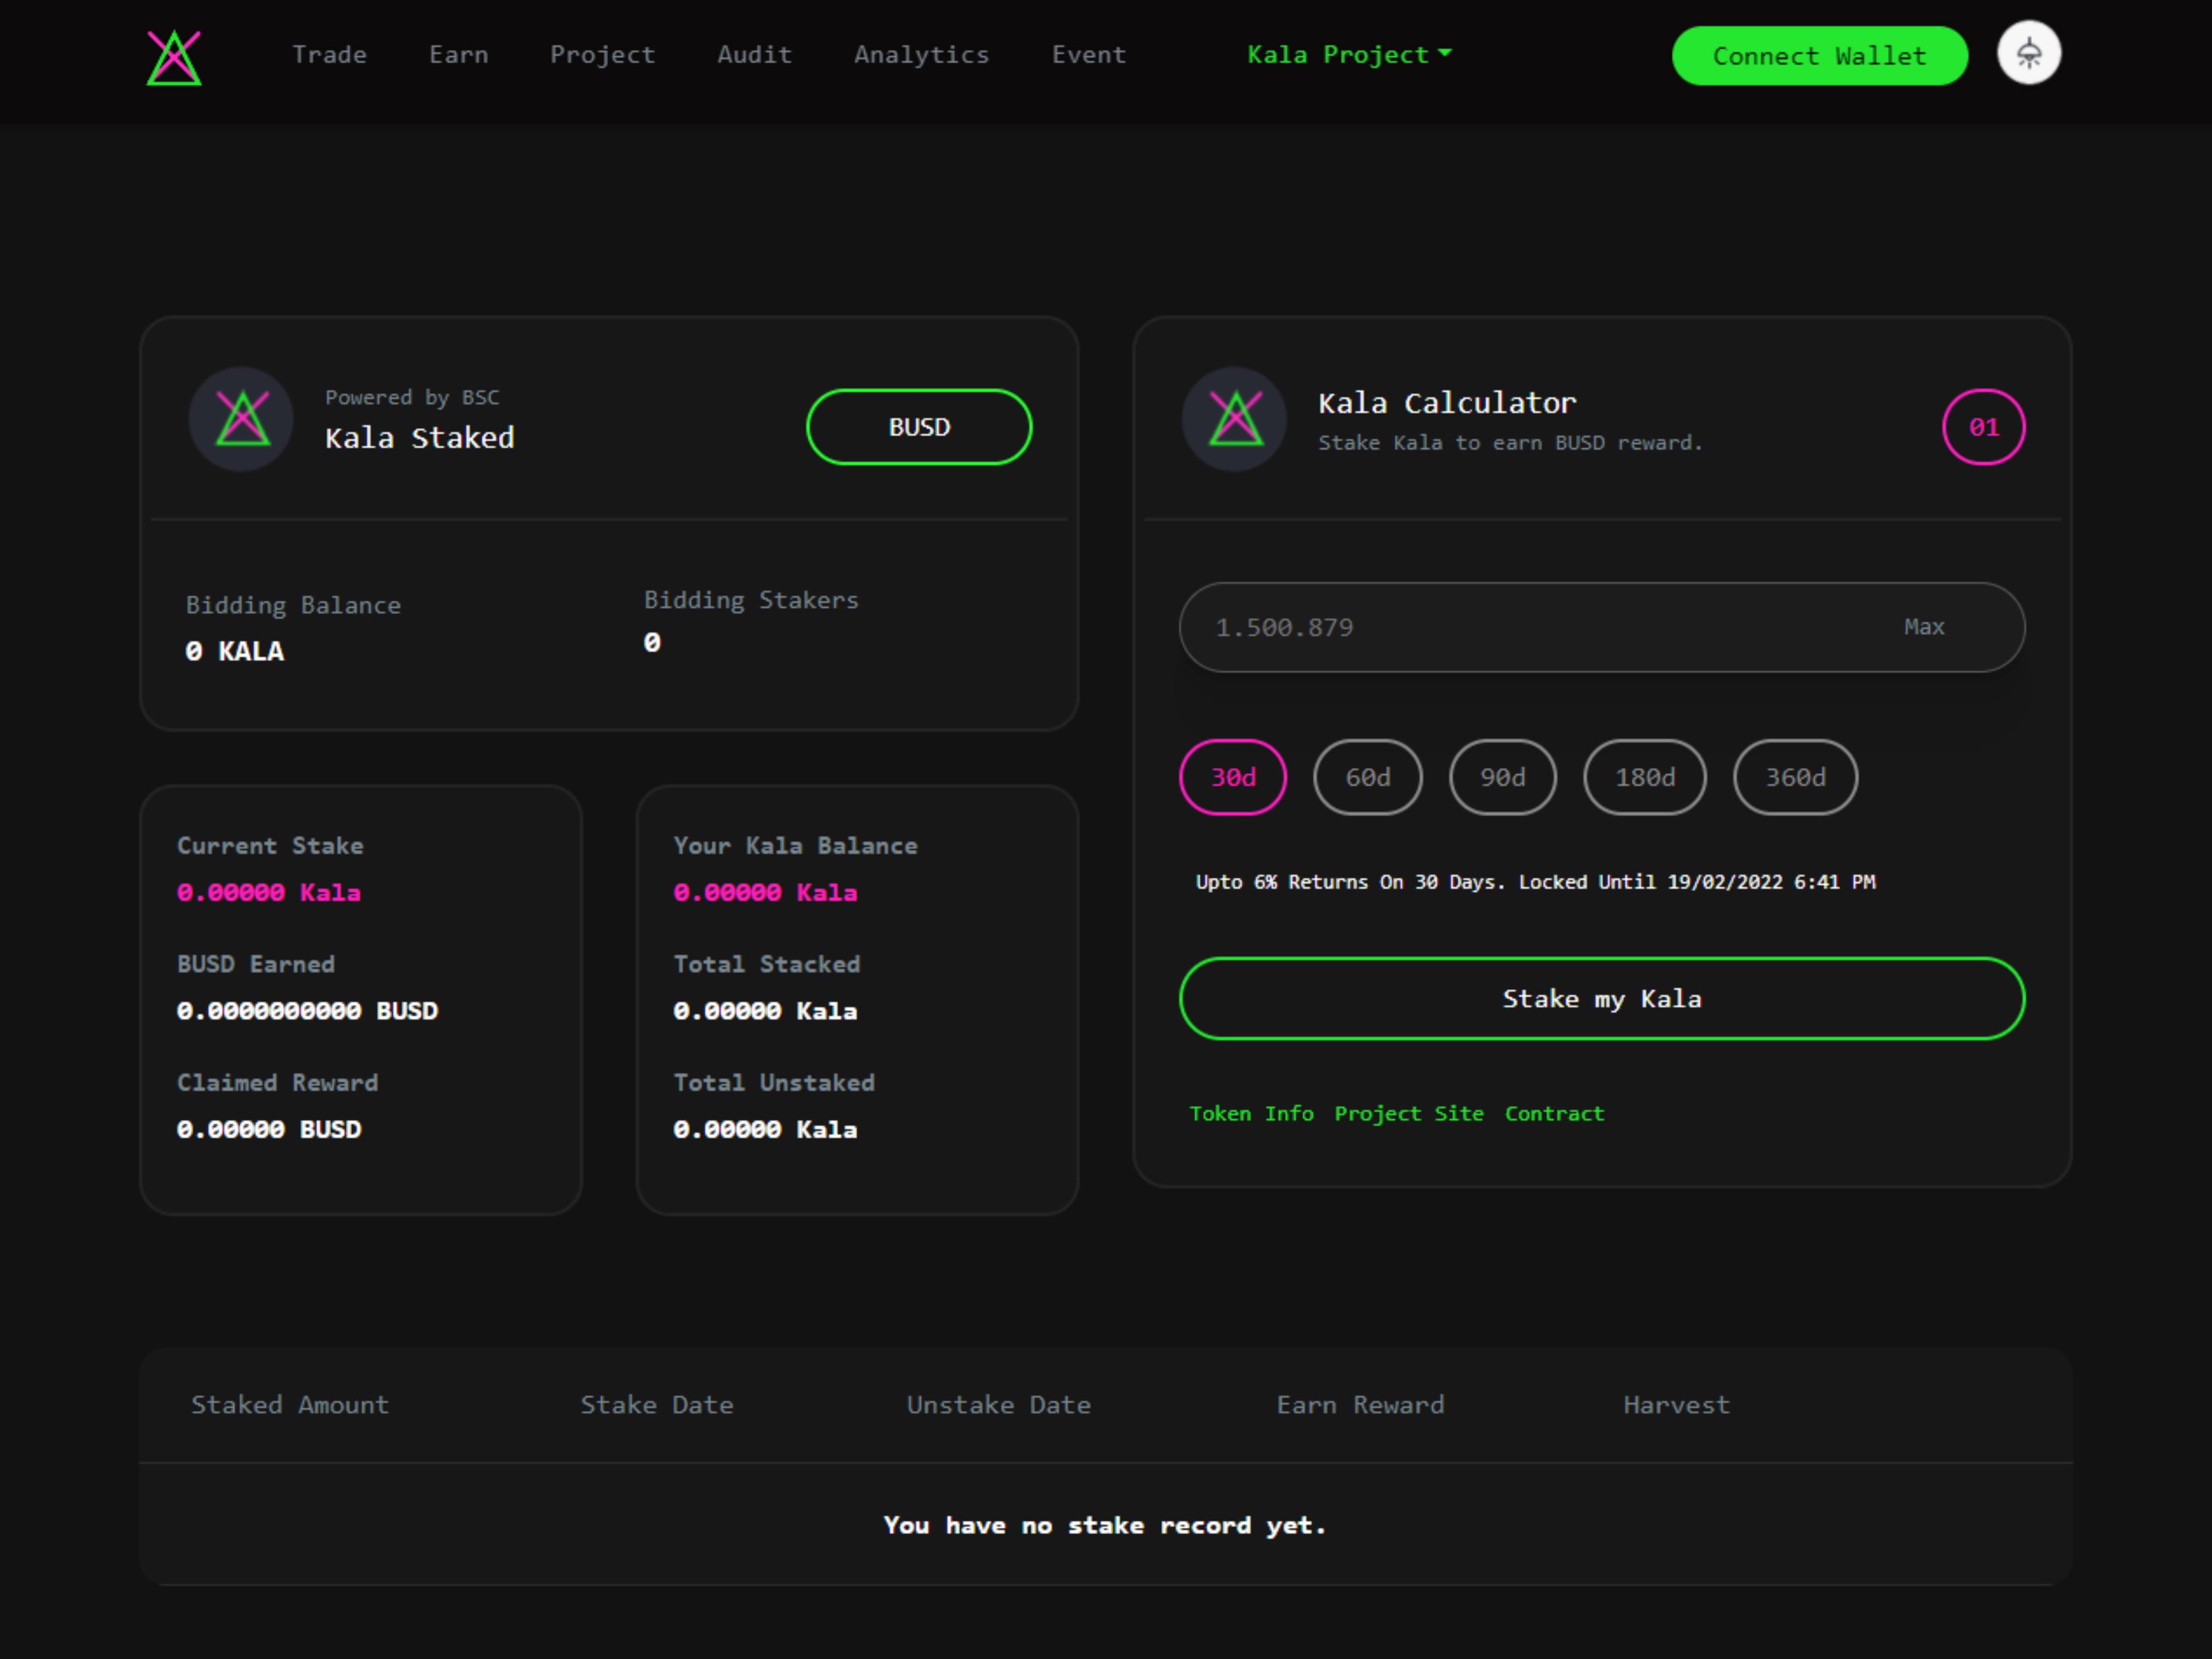 Trade Earn Project Audit Analytics Event Kala Project Connect Wallet
Powered by BSC
Kala Staked
BUSD
Bidding Balance
0 KALA
Bidding Stakers
0
Current Stake
0.00000 Kala
BUSD Earned
0.0000000000 BUSD
Claimed Reward
0.00000 BUSD
Your Kala Balance
0.00000 Kala
Total Stacked
0.00000 Kala
Total Unstaked
0.00000 Kala
Kala Calculator
Stake Kala to earn BUSD reward.
01
1.500.879 Max
30d 60d 90d 180d 360d
Upto 6% Returns On 30 Days. Locked Until 19/02/2022 6:41 PM
Stake my Kala
Token Info Project Site Contract
Staked Amount Stake Date Unstake Date Earn Reward Harvest
You have no stake record yet.